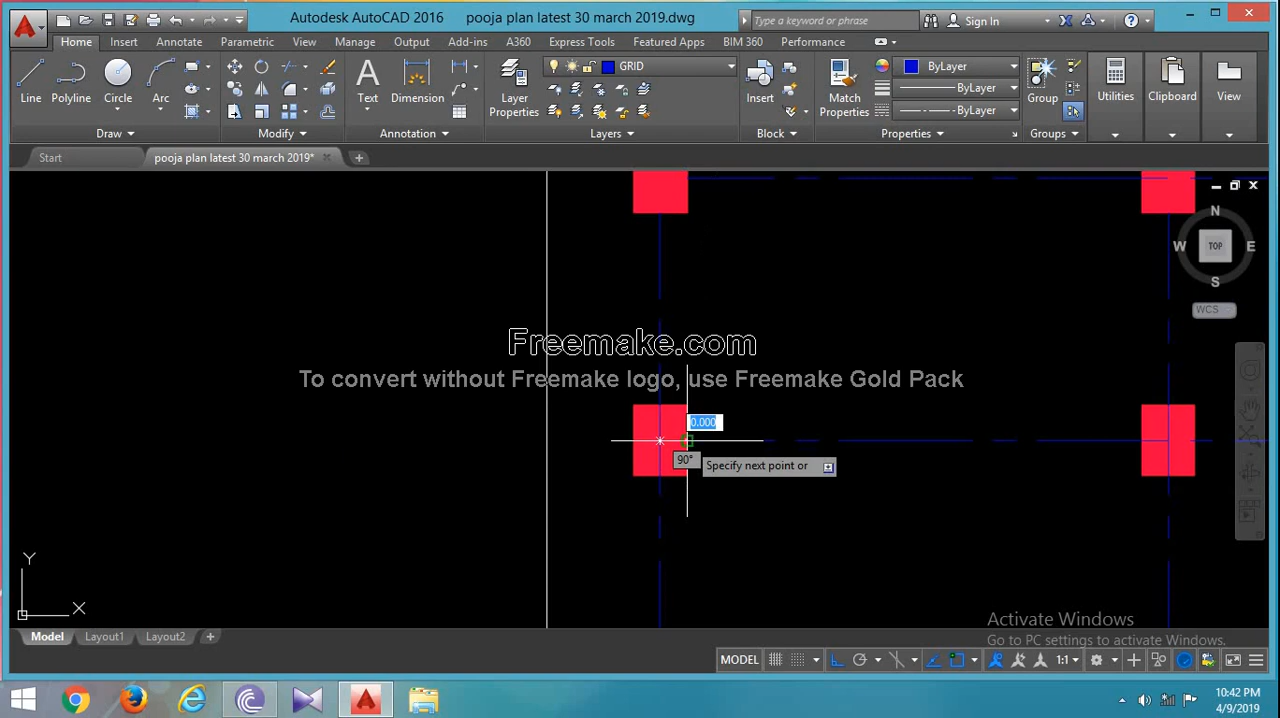 Autodesk AutoCAD 2016 pooja plan latest 30 march 2019.dwg
Type a keyword or phrase
Sign In
Home Insert Annotate Parametric View Manage Output Add-ins A360 Express Tools Featured Apps BIM 360 Performance
Line Polyline Circle Arc
Text Dimension
Layer
Properties
GRID
Insert
Match
Properties
ByLayer
ByLayer
ByLayer
Group
Utilities
Clipboard
View
Draw Modify Annotation Layers Block Properties Groups
Start
pooja plan latest 30 march 2019*
N
W TOP E
S
WCS
Freemake.com
To convert without Freemake logo, use Freemake Gold Pack
0.000
90°
Specify next point or
Y
X
Activate Windows
Go to PC settings to activate Windows.
Model Layout1 Layout2
MODEL
1:1
10:42 PM
4/9/2019